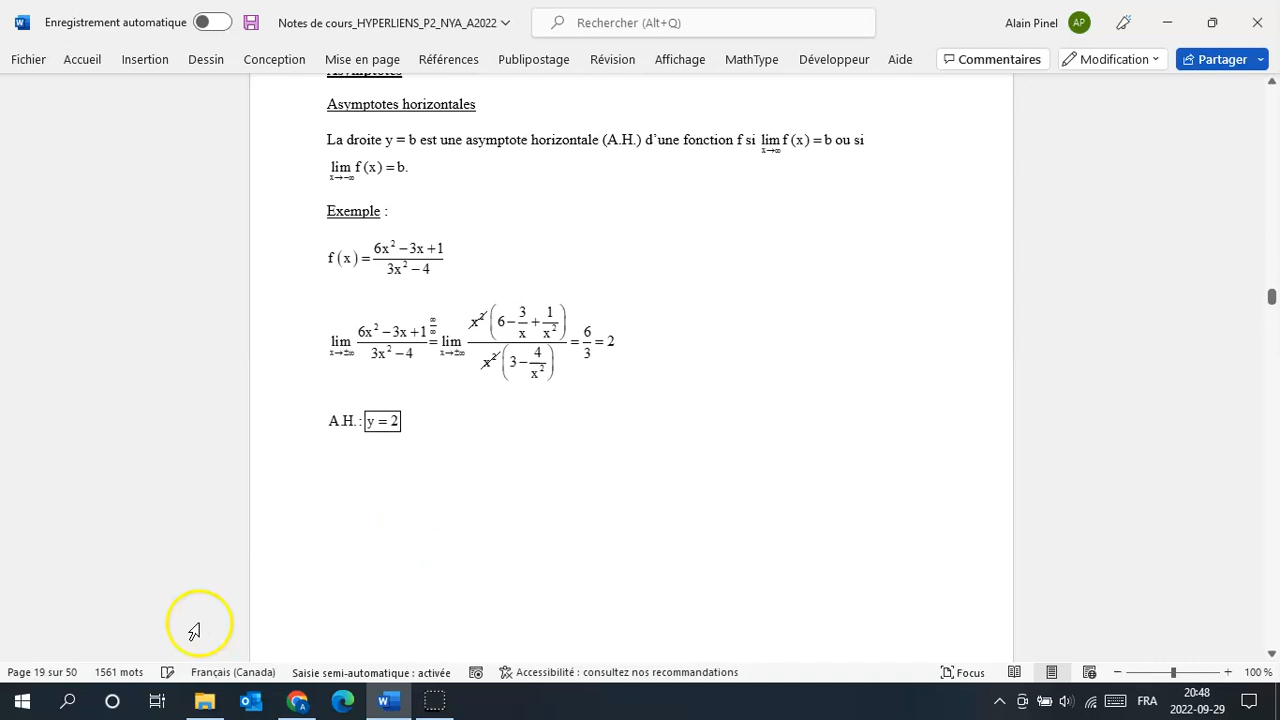 Enregistrement automatique
Notes de cours_HYPERLIENS_P2_NYA_A2022
Rechercher (Alt+Q)
Alain Pinel
AP
Fichier Accueil Insertion Dessin Conception Mise en page Références Publipostage Révision Affichage MathType Développeur Aide
Commentaires
Modification
Partager
Asymptotes
Asymptotes horizontales
La droite y = b est une asymptote horizontale (A.H.) d’une fonction f si lim x→∞ f (x) = b ou si
lim x→-∞ f (x) = b.
Exemple :
f (x) = (6x² − 3x + 1)/(3x² − 4)
lim x→±∞ (6x² − 3x + 1)/(3x² − 4) =^(∞/∞) lim x→±∞ x²(6 − 3/x + 1/x²)/x²(3 − 4/x²) = 6/3 = 2
A.H. : y = 2
Page 19 sur 50 1561 mots Français (Canada) Saisie semi-automatique : activée Accessibilité : consultez nos recommandations Focus 100 %
FRA
20:48
2022-09-29